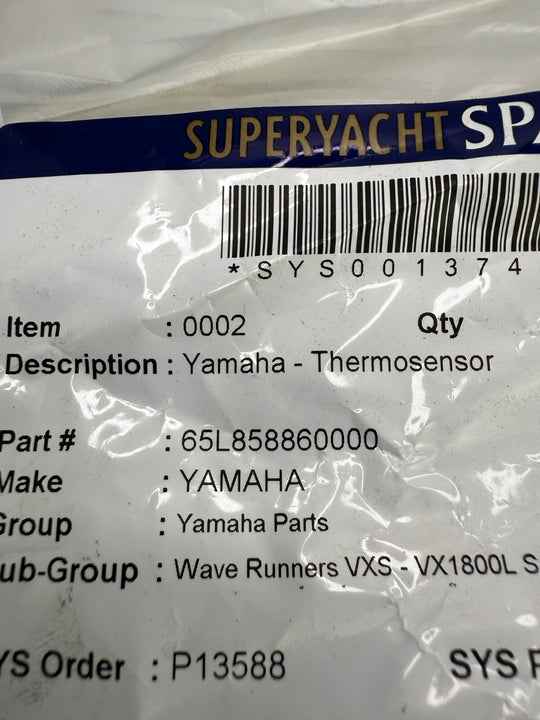 SUPERYACHT SPA
*SYS001374
Item : 0002 Qty
Description : Yamaha - Thermosensor
Part # : 65L858860000
Make : YAMAHA
Group : Yamaha Parts
ub-Group : Wave Runners VXS - VX1800L S
YS Order : P13588 SYS P